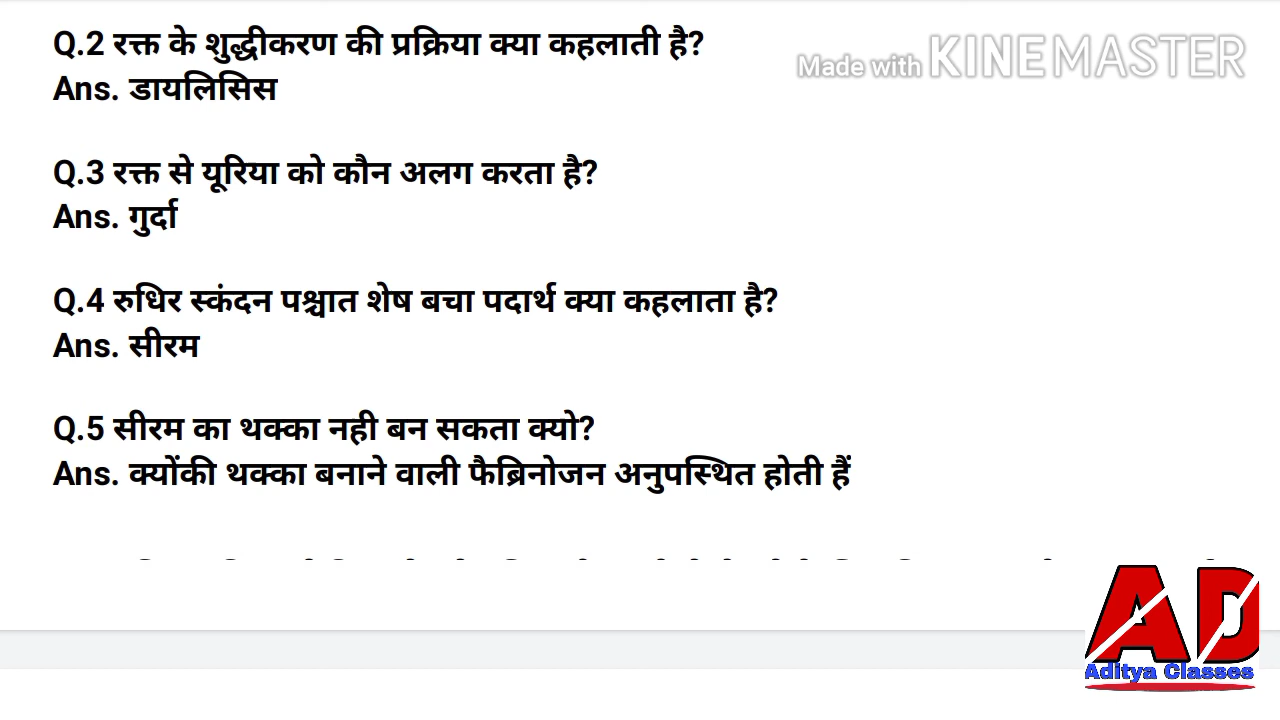 Q.2 रक्त के शुद्धीकरण की प्रक्रिया क्या कहलाती है?
Made with KINEMASTER
Ans. डायलिसिस
Q.3 रक्त से यूरिया को कौन अलग करता है?
Ans. गुर्दा
Q.4 रुधिर स्कंदन पश्चात शेष बचा पदार्थ क्या कहलाता है?
Ans. सीरम
Q.5 सीरम का थक्का नही बन सकता क्यो?
Ans. क्योंकी थक्का बनाने वाली फैब्रिनोजन अनुपस्थित होती हैं
AD
Aditya Classes